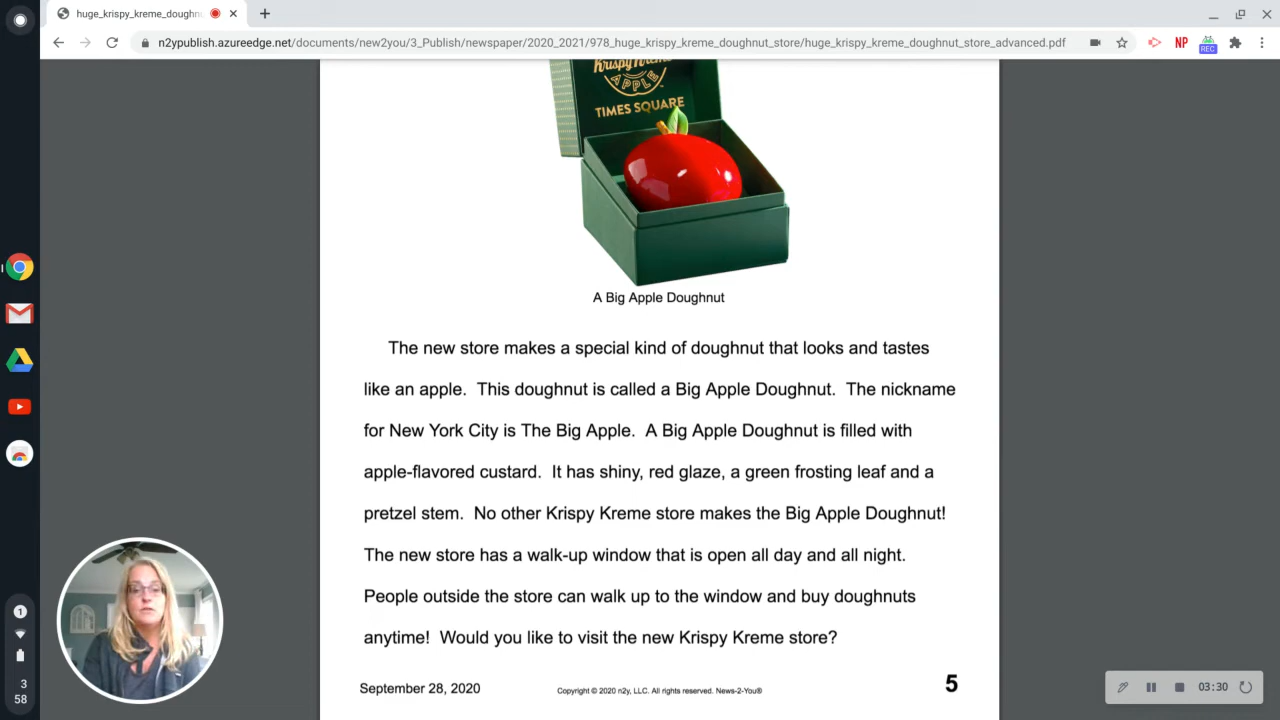 huge_krispy_kreme_doughn
n2ypublish.azureedge.net/documents/new2you/3_Publish/newspaper/2020_2021/978_huge_krispy_kreme_doughnut_store/huge_krispy_kreme_doughnut_store_advanced.pdf
NP
REC
Krispy Kreme
APPLE
TIMES SQUARE
A Big Apple Doughnut
The new store makes a special kind of doughnut that looks and tastes
like an apple. This doughnut is called a Big Apple Doughnut. The nickname
for New York City is The Big Apple. A Big Apple Doughnut is filled with
apple-flavored custard. It has shiny, red glaze, a green frosting leaf and a
pretzel stem. No other Krispy Kreme store makes the Big Apple Doughnut!
The new store has a walk-up window that is open all day and all night.
People outside the store can walk up to the window and buy doughnuts
anytime! Would you like to visit the new Krispy Kreme store?
September 28, 2020
Copyright © 2020 n2y, LLC. All rights reserved. News-2-You®
5
1
3
58
03:30